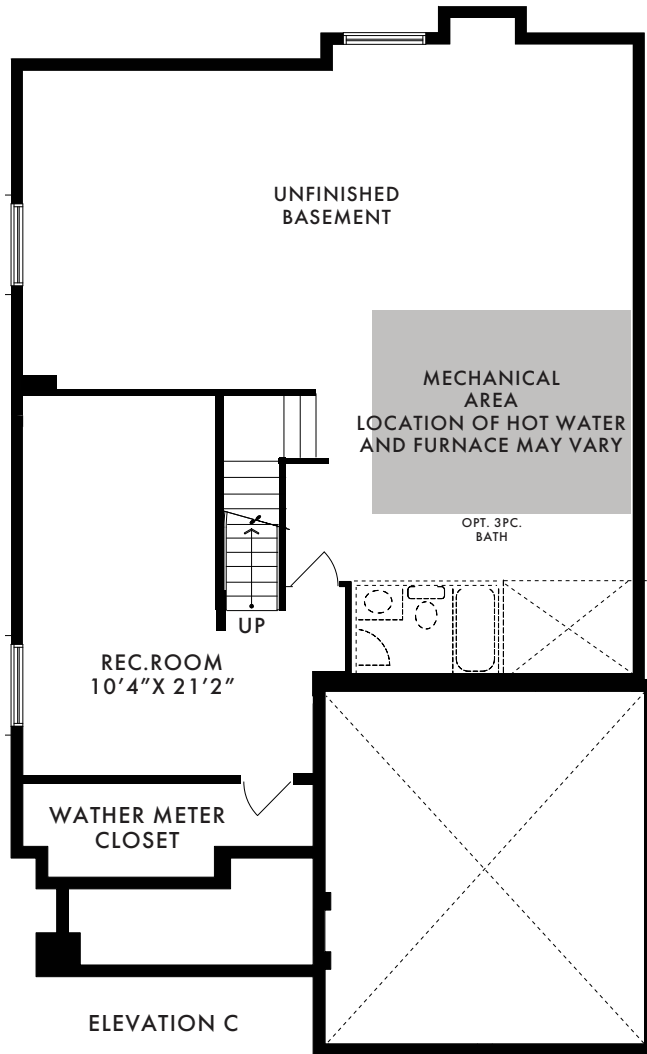 UNFINISHED
BASEMENT
MECHANICAL
AREA
LOCATION OF HOT WATER
AND FURNACE MAY VARY
OPT. 3PC.
BATH
UP
REC.ROOM
10'4”X 21'2”
WATHER METER
CLOSET
ELEVATION C